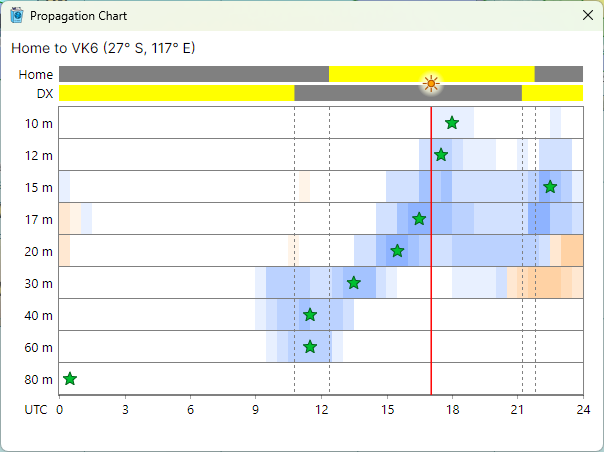 Propagation Chart
Home to VK6 (27° S, 117° E)
Home
DX
10 m
12 m
15 m
17 m
20 m
30 m
40 m
60 m
80 m
UTC 0 3 6 9 12 15 18 21 24